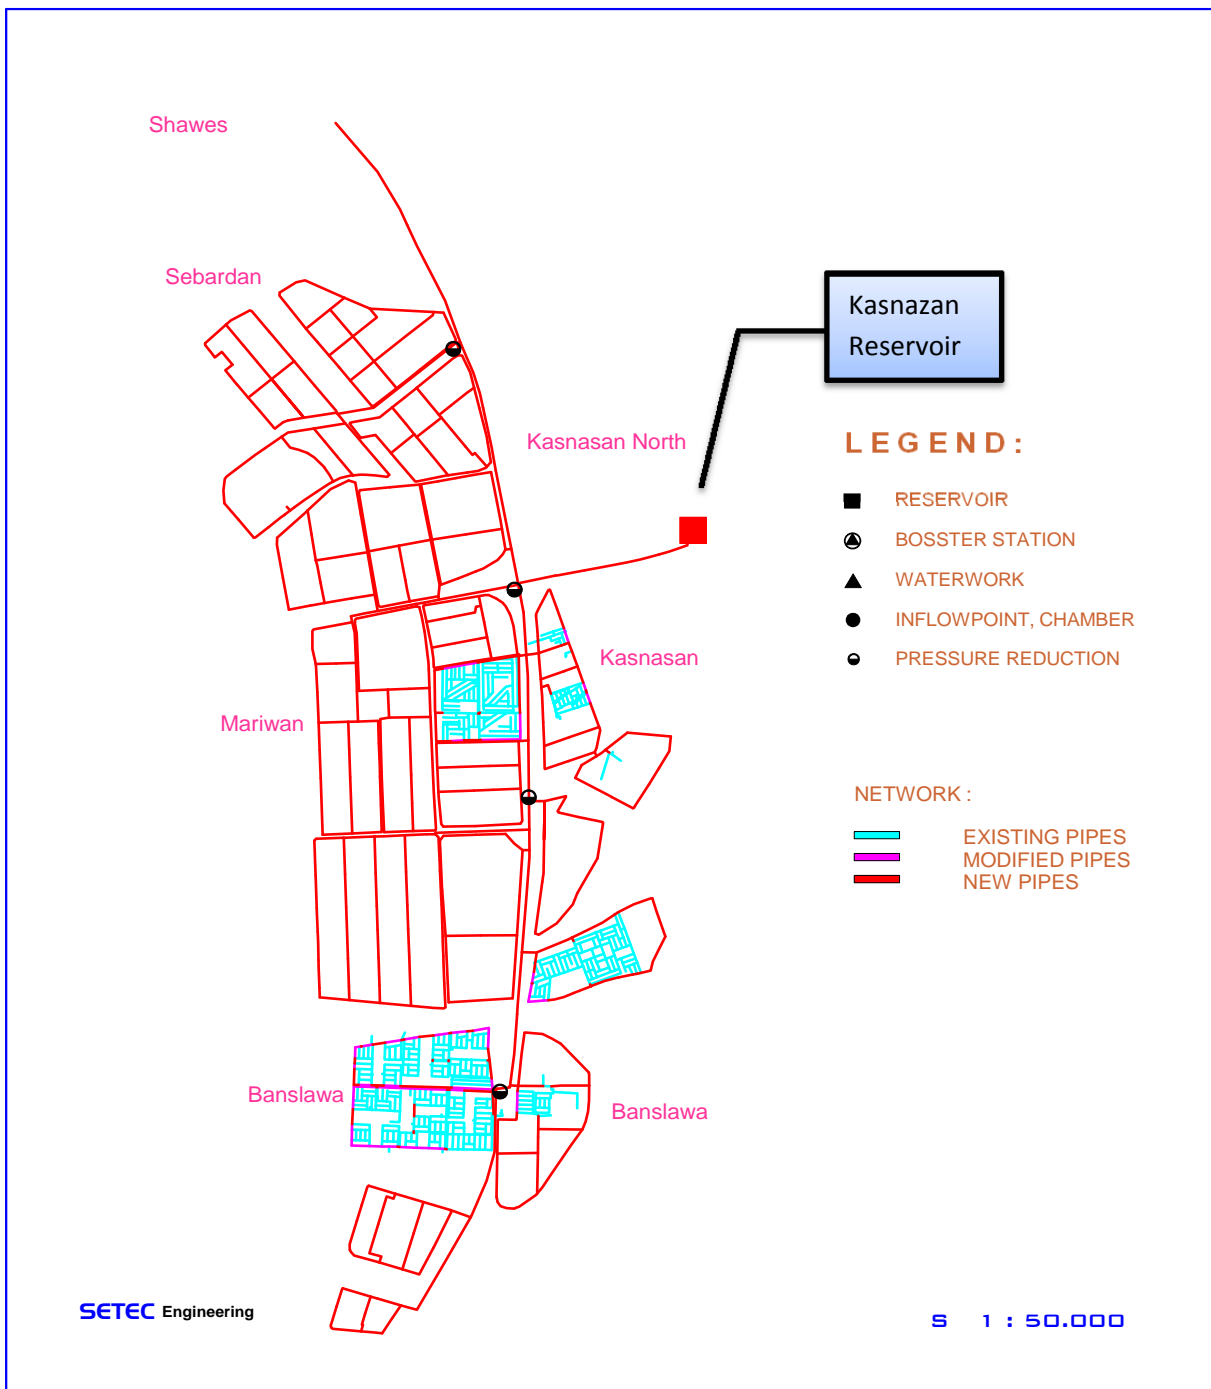 Shawes
Sebardan
Kasnazan
Reservoir
Kasnasan North
LEGEND:
RESERVOIR
BOSSTER STATION
WATERWORK
INFLOWPOINT, CHAMBER
PRESSURE REDUCTION
Kasnasan
Mariwan
NETWORK :
EXISTING PIPES
MODIFIED PIPES
NEW PIPES
Banslawa
Banslawa
SETEC Engineering
S 1 : 50.000